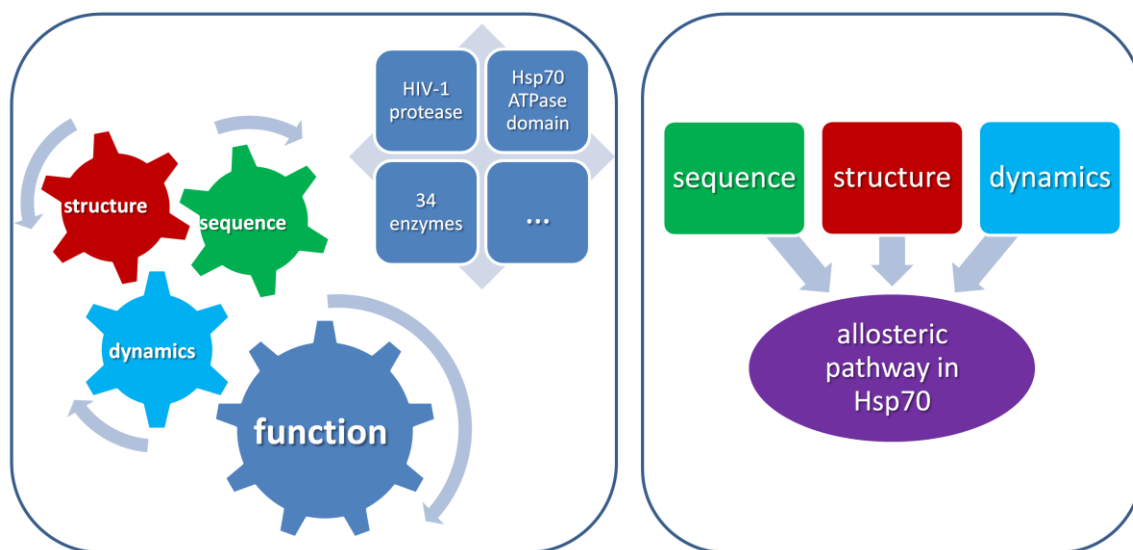 HIV-1
protease
Hsp70
ATPase
domain
34
enzymes
...
structure
sequence
dynamics
function
sequence
structure
dynamics
allosteric
pathway in
Hsp70